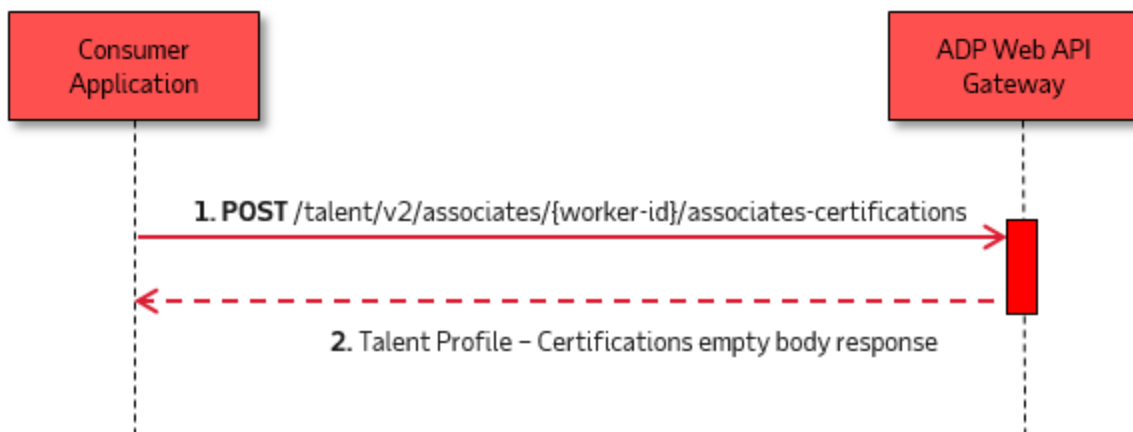 Consumer
Application
ADP Web API
Gateway
1. POST /talent/v2/associates/{worker-id}/associates-certifications
2. Talent Profile – Certifications empty body response